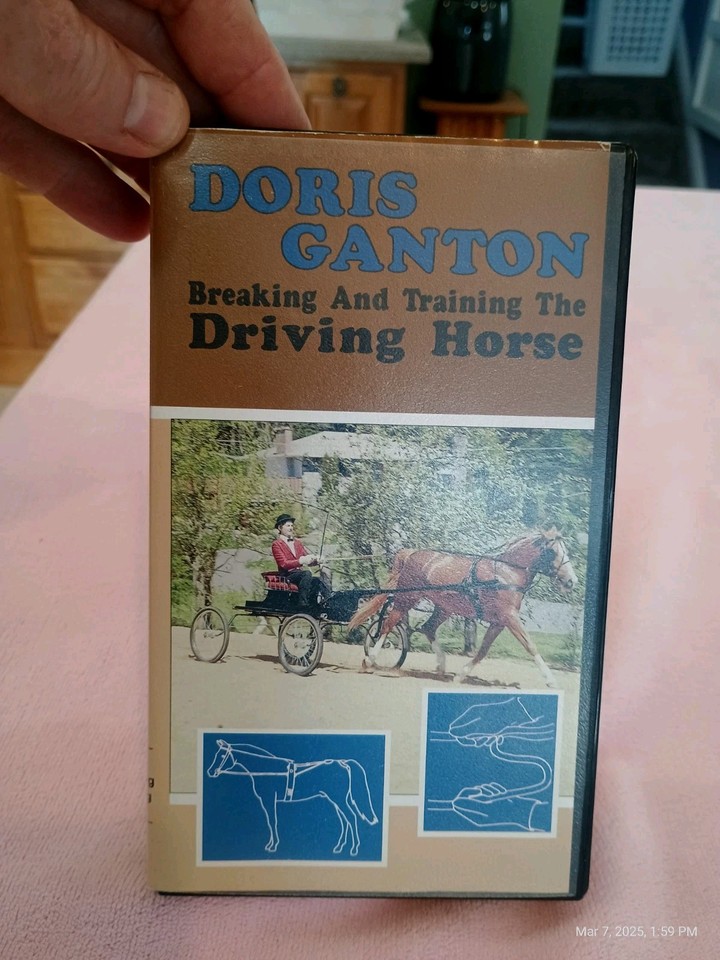 DORIS
GANTON
Breaking And Training The
Driving Horse
Mar 7, 2025, 1:59 PM